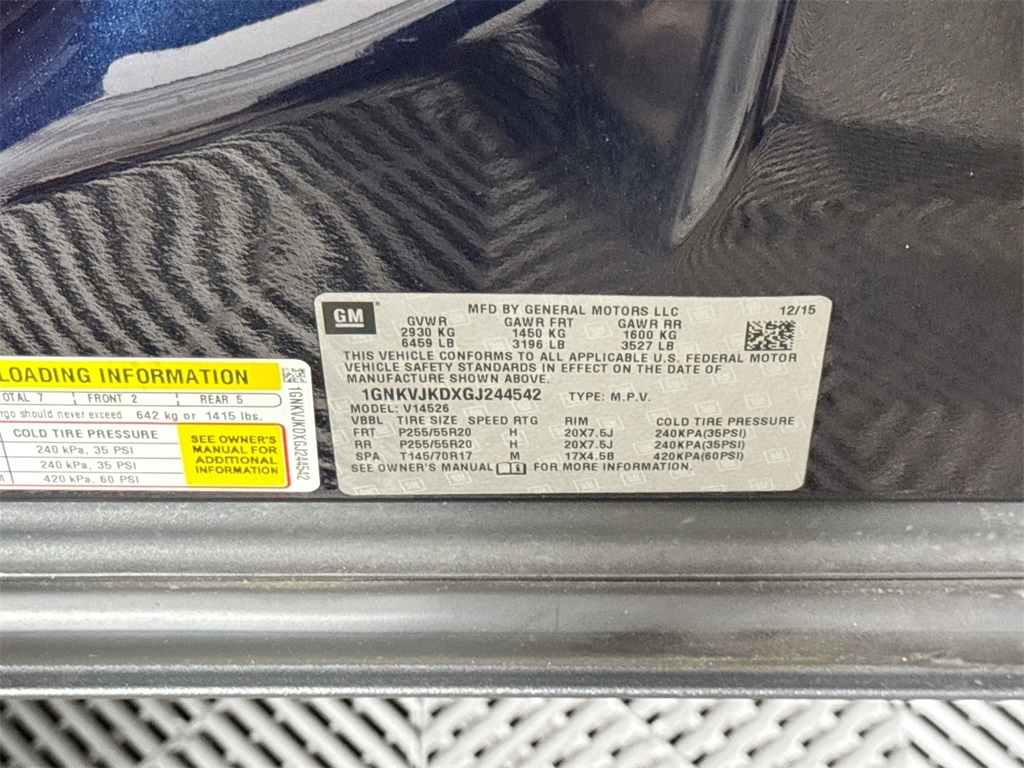 GM
MFD BY GENERAL MOTORS LLC 12/15
GVWR GAWR FRT GAWR RR
2930 KG 1450 KG 1600 KG
6459 LB 3196 LB 3527 LB
THIS VEHICLE CONFORMS TO ALL APPLICABLE U.S. FEDERAL MOTOR
VEHICLE SAFETY STANDARDS IN EFFECT ON THE DATE OF
MANUFACTURE SHOWN ABOVE.
1GNKVJKDXGJ244542 TYPE: M.P.V.
MODEL: V14526
VBBL TIRE SIZE SPEED RTG RIM COLD TIRE PRESSURE
FRT P255/55R20 H 20X7.5J 240KPA(35PSI)
RR P255/55R20 H 20X7.5J 240KPA(35PSI)
SPA T145/70R17 M 17X4.5B 420KPA(60PSI)
SEE OWNER'S MANUAL FOR MORE INFORMATION.
LOADING INFORMATION
OTAL 7 FRONT 2 REAR 5
rgo should never exceed 642 kg or 1415 lbs.
COLD TIRE PRESSURE
240 kPa, 35 PSI
240 kPa, 35 PSI
420 kPa, 60 PSI
SEE OWNER'S
MANUAL FOR
ADDITIONAL
INFORMATION
1GNKVJKDXGJ244542